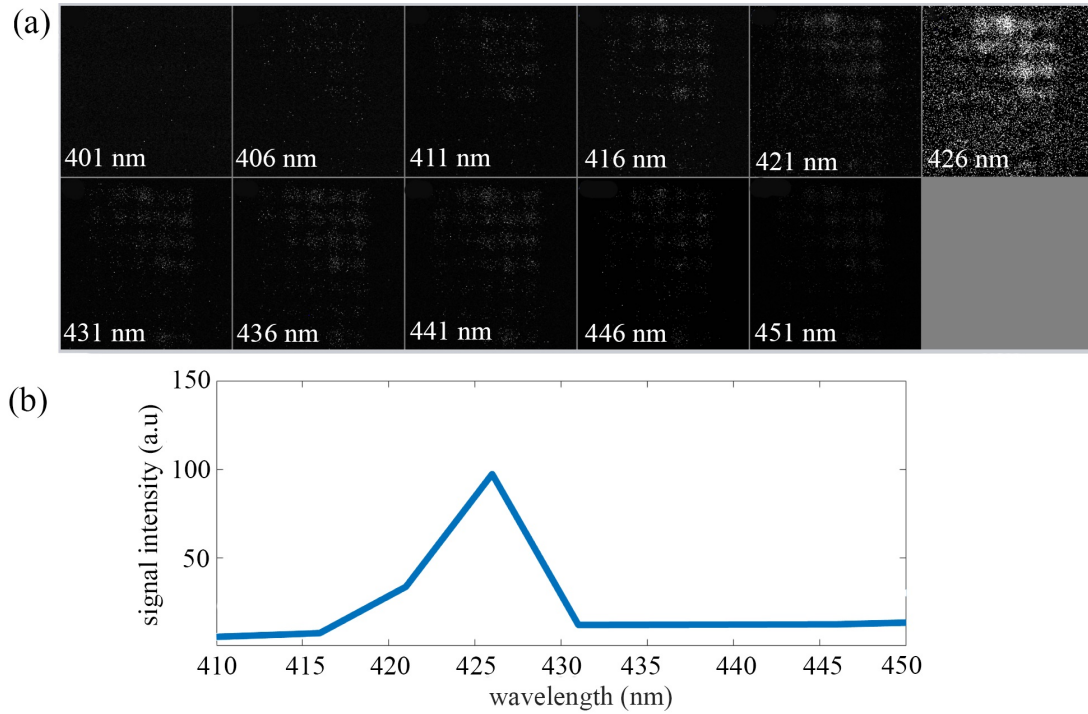 (a)
401 nm 406 nm 411 nm 416 nm 421 nm 426 nm
431 nm 436 nm 441 nm 446 nm 451 nm
(b)
150
100
50
signal intensity (a.u)
410 415 420 425 430 435 440 445 450
wavelength (nm)